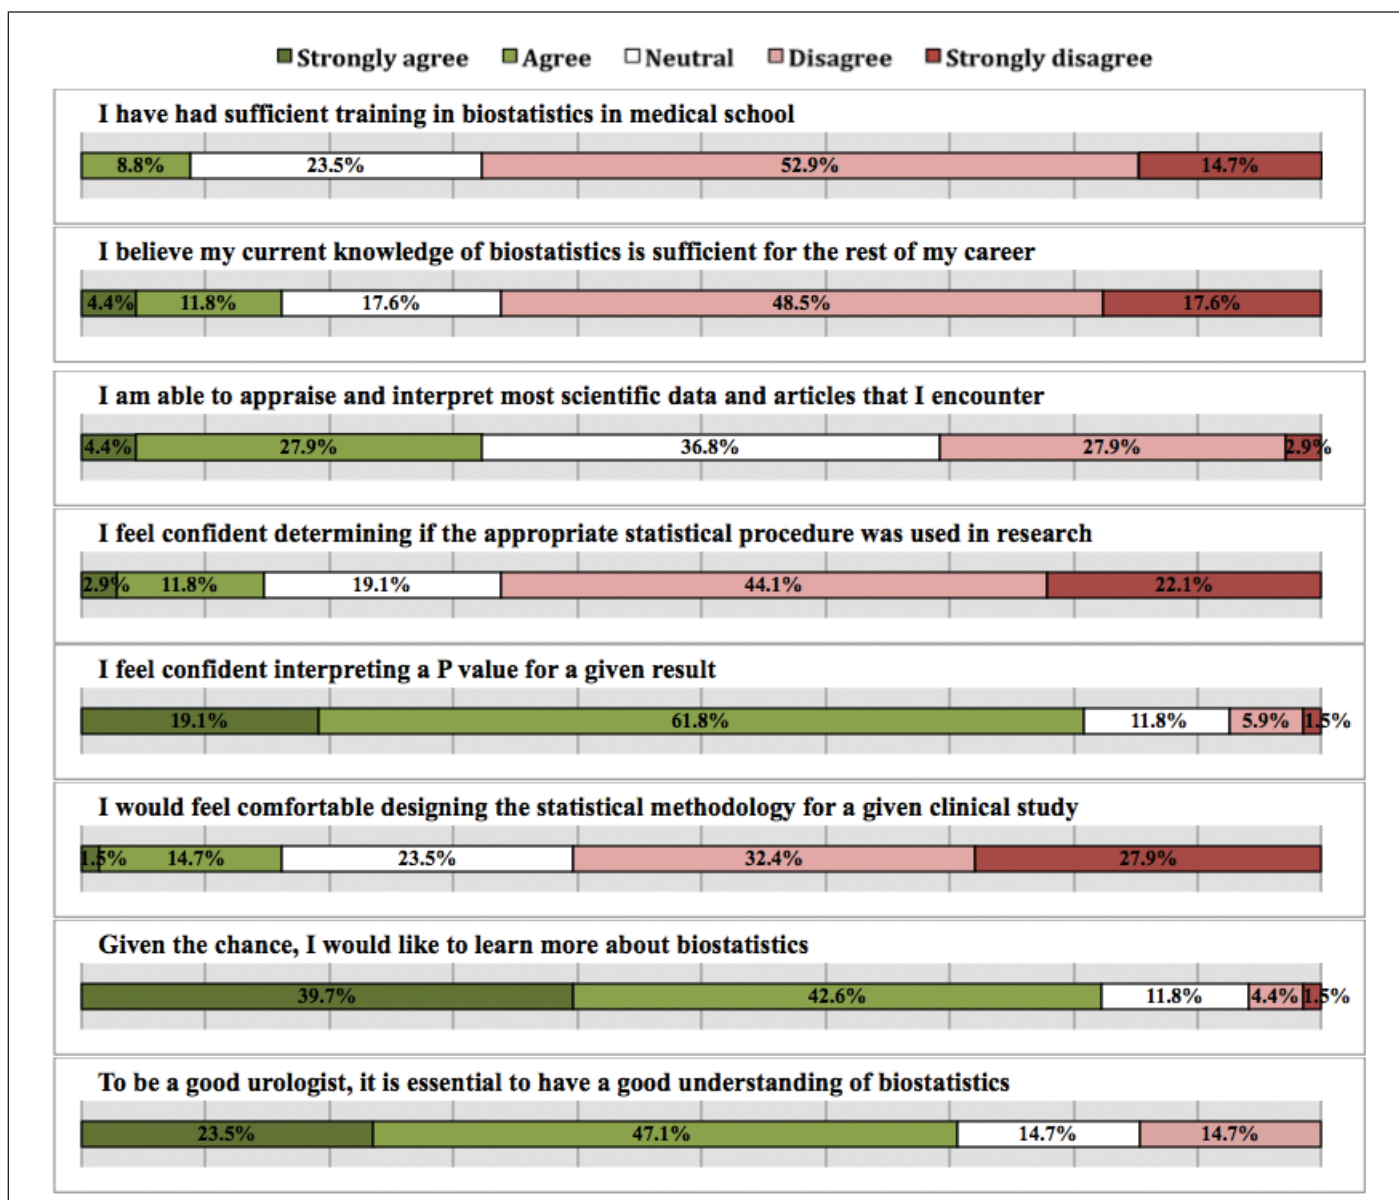 Strongly agree Agree Neutral Disagree Strongly disagree
I have had sufficient training in biostatistics in medical school
8.8% 23.5% 52.9% 14.7%
I believe my current knowledge of biostatistics is sufficient for the rest of my career
4.4% 11.8% 17.6% 48.5% 17.6%
I am able to appraise and interpret most scientific data and articles that I encounter
4.4% 27.9% 36.8% 27.9% 2.9%
I feel confident determining if the appropriate statistical procedure was used in research
2.9% 11.8% 19.1% 44.1% 22.1%
I feel confident interpreting a P value for a given result
19.1% 61.8% 11.8% 5.9% 1.5%
I would feel comfortable designing the statistical methodology for a given clinical study
1.5% 14.7% 23.5% 32.4% 27.9%
Given the chance, I would like to learn more about biostatistics
39.7% 42.6% 11.8% 4.4% 1.5%
To be a good urologist, it is essential to have a good understanding of biostatistics
23.5% 47.1% 14.7% 14.7%